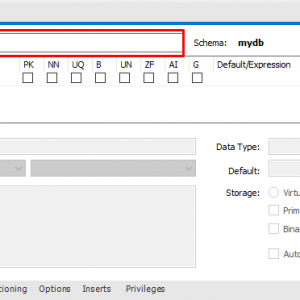 Schema: mydb
PK NN UQ B UN ZF AI G Default/Expression
Data Type:
Default:
Storage: Virtu
Prim
Bina
Auto
tioning Options Inserts Privileges